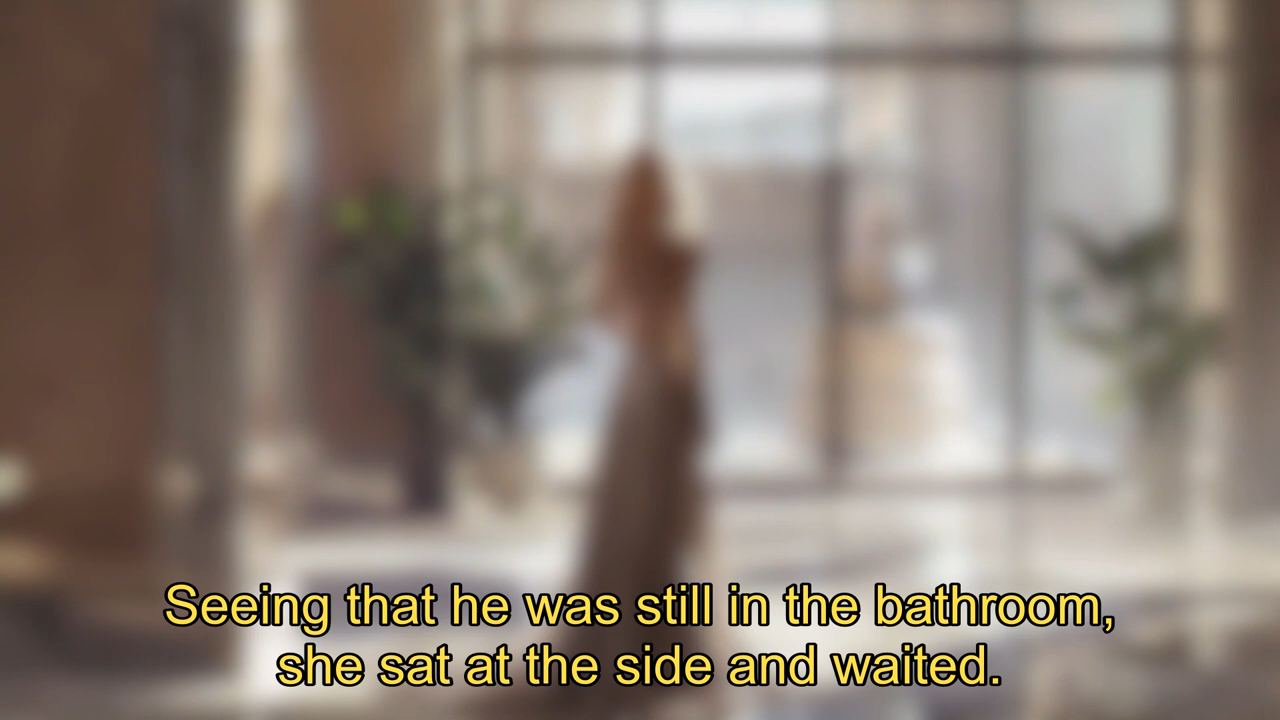 Seeing that he was still in the bathroom,
she sat at the side and waited.